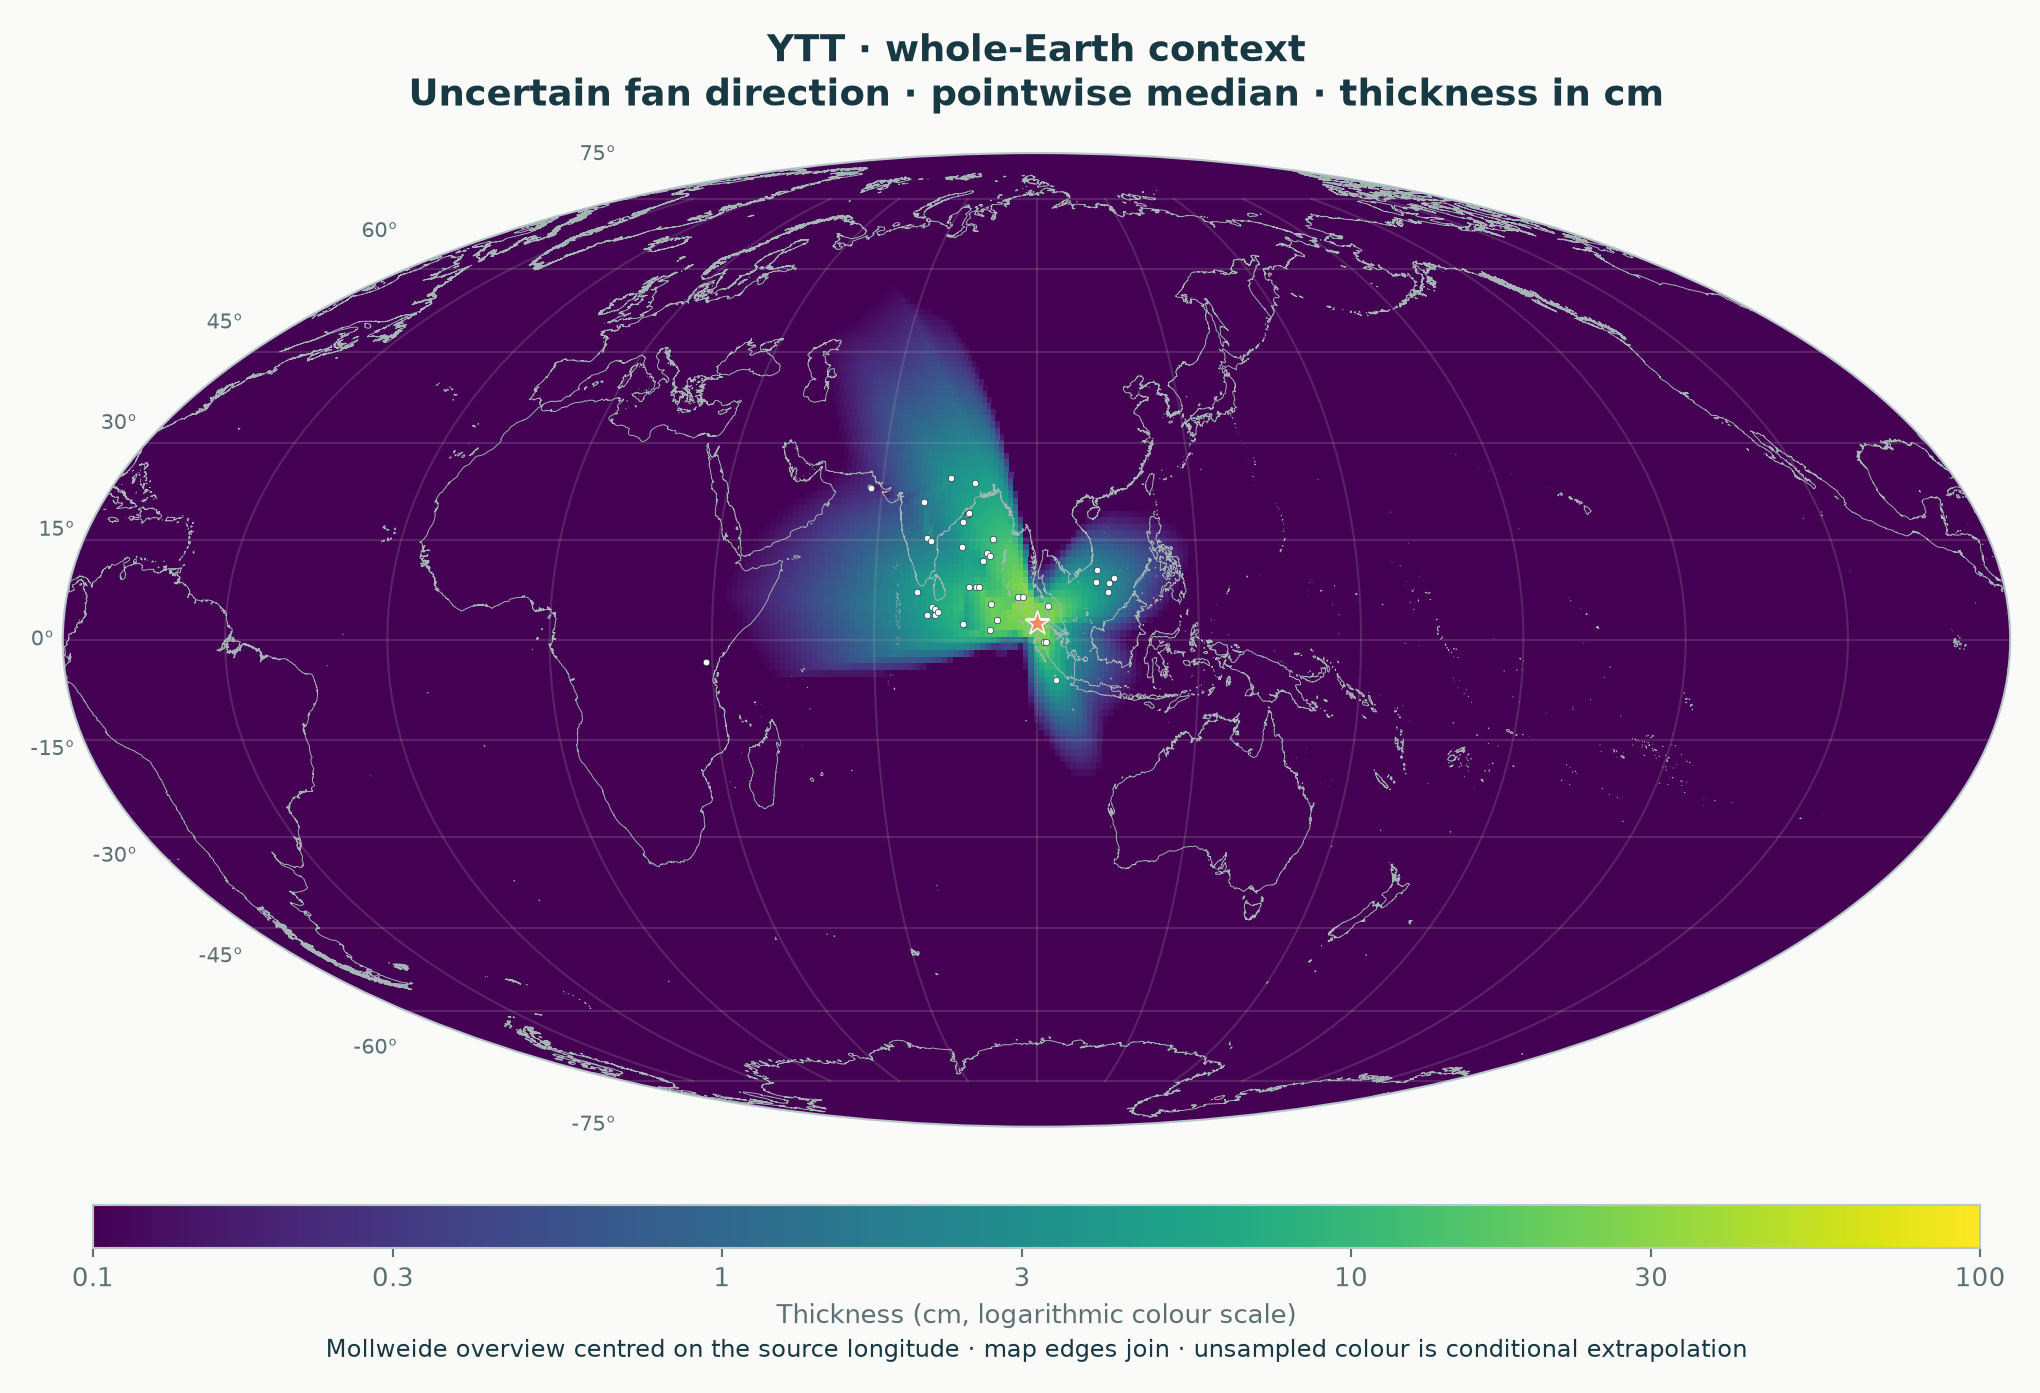 YTT · whole-Earth context
Uncertain fan direction · pointwise median · thickness in cm
75°
60°
45°
30°
15°
0°
-15°
-30°
-45°
-60°
-75°
0.1 0.3 1 3 10 30 100
Thickness (cm, logarithmic colour scale)
Mollweide overview centred on the source longitude · map edges join · unsampled colour is conditional extrapolation